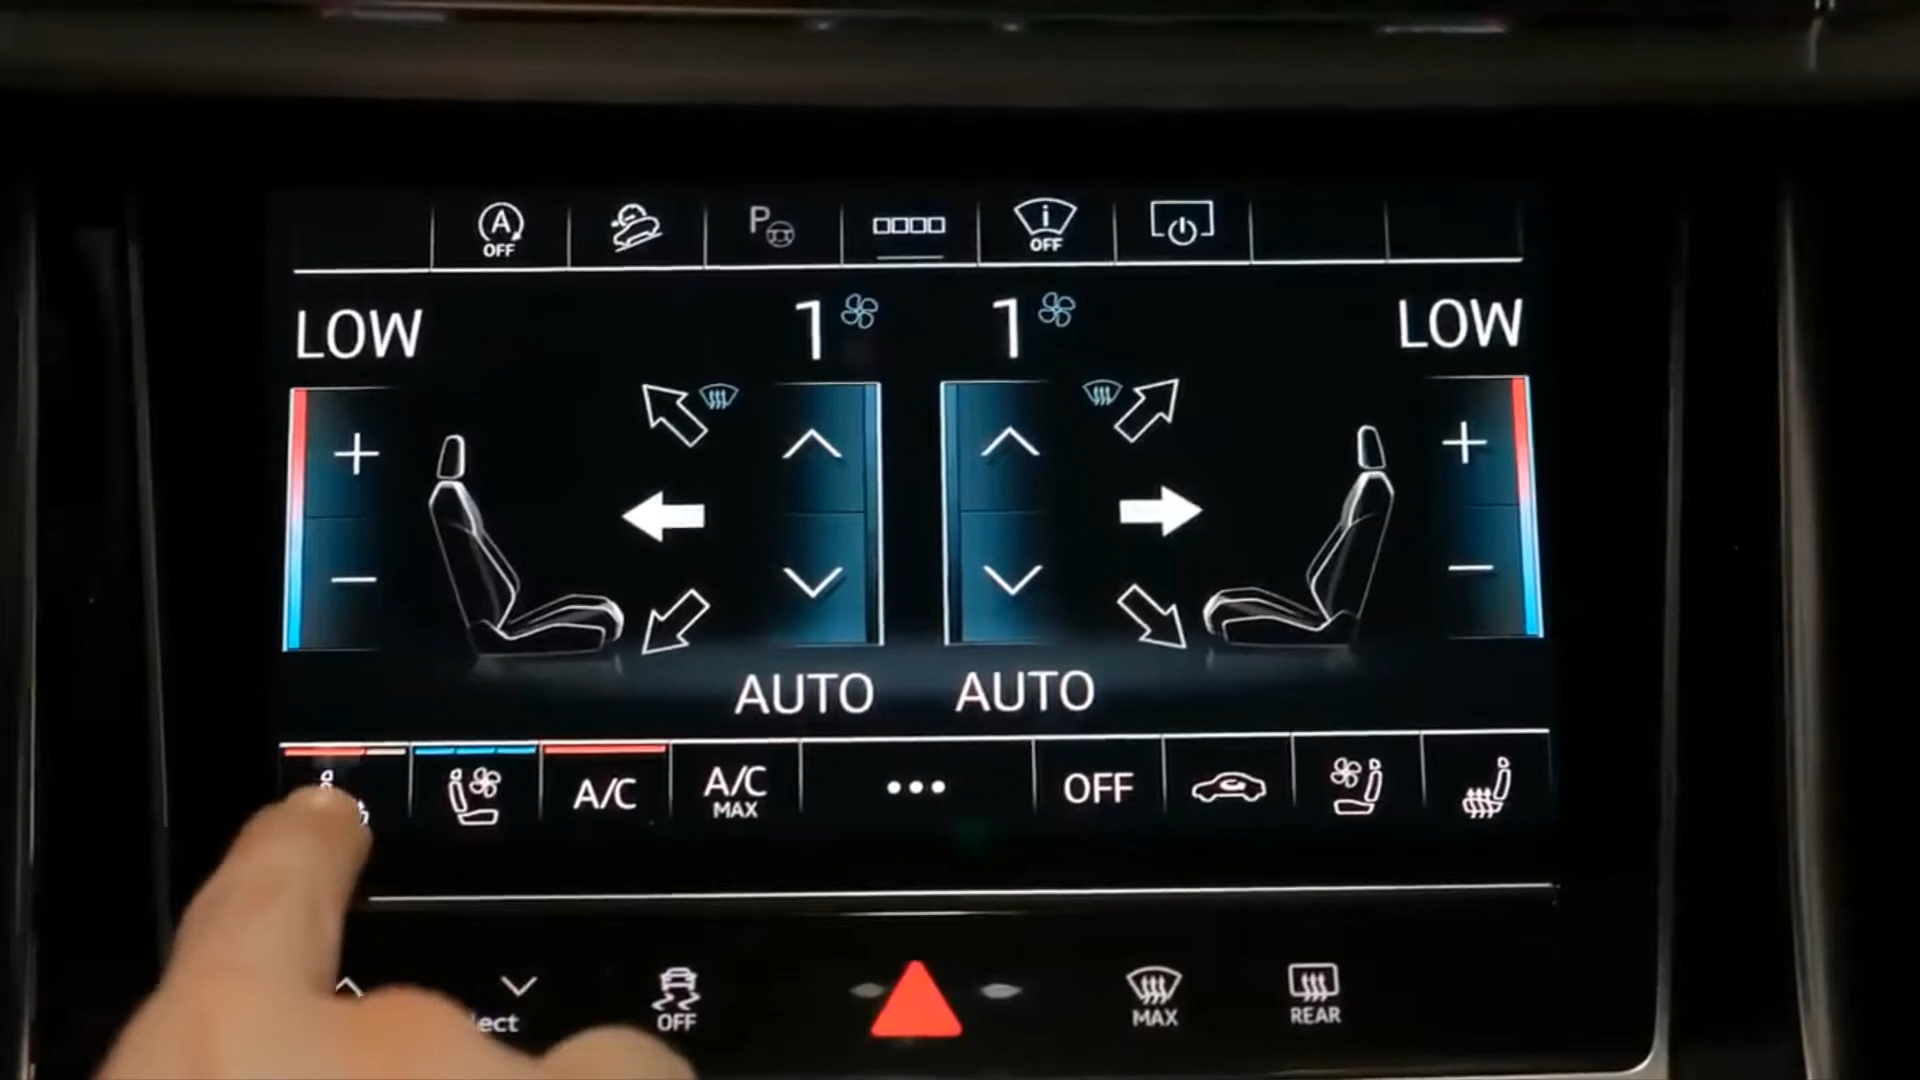 A
OFF
P
i
OFF
LOW
1
1
LOW
AUTO
AUTO
A/C
A/C
MAX
•••
OFF
lect
OFF
MAX
REAR